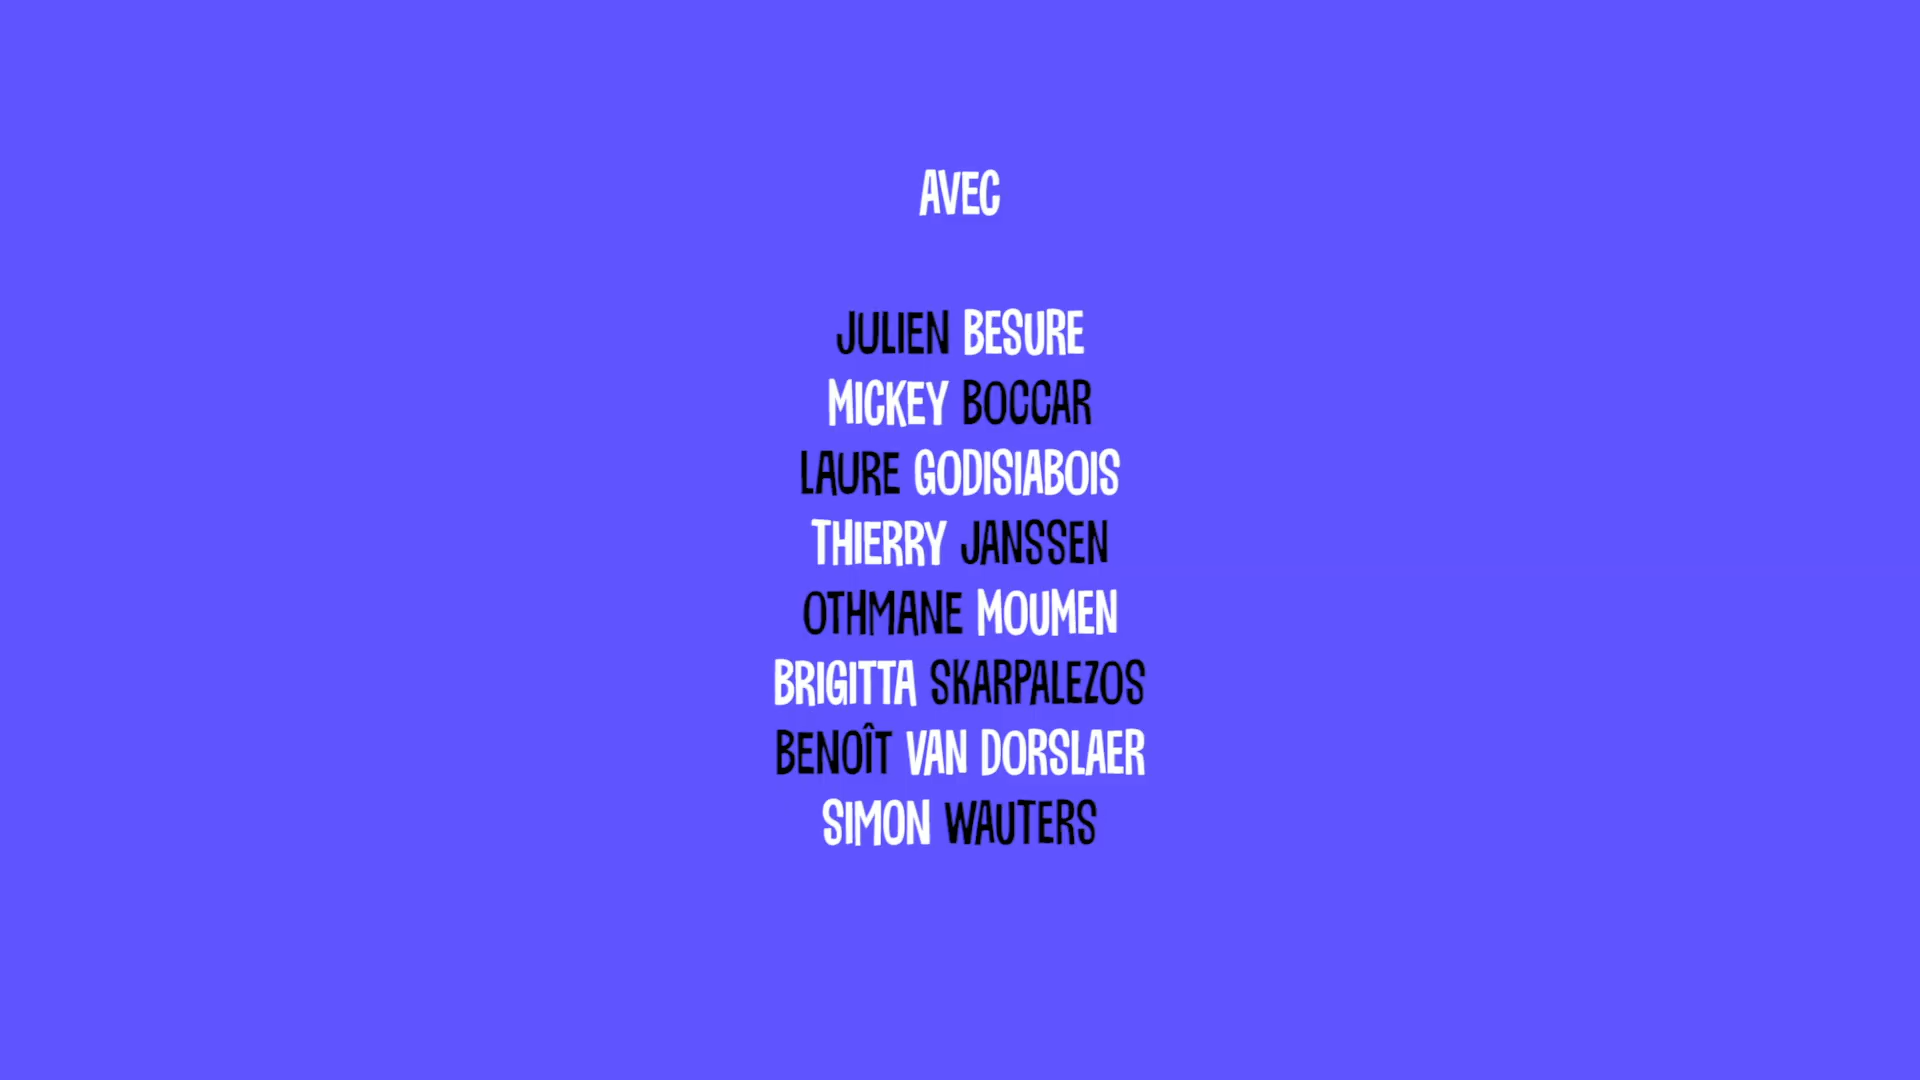 AVEC
JULIEN BESURE
MICKEY BOCCAR
LAURE GODISIABOIS
THIERRY JANSSEN
OTHMANE MOUMEN
BRIGITTA SKARPALEZOS
BENOÎT VAN DORSLAER
SIMON WAUTERS